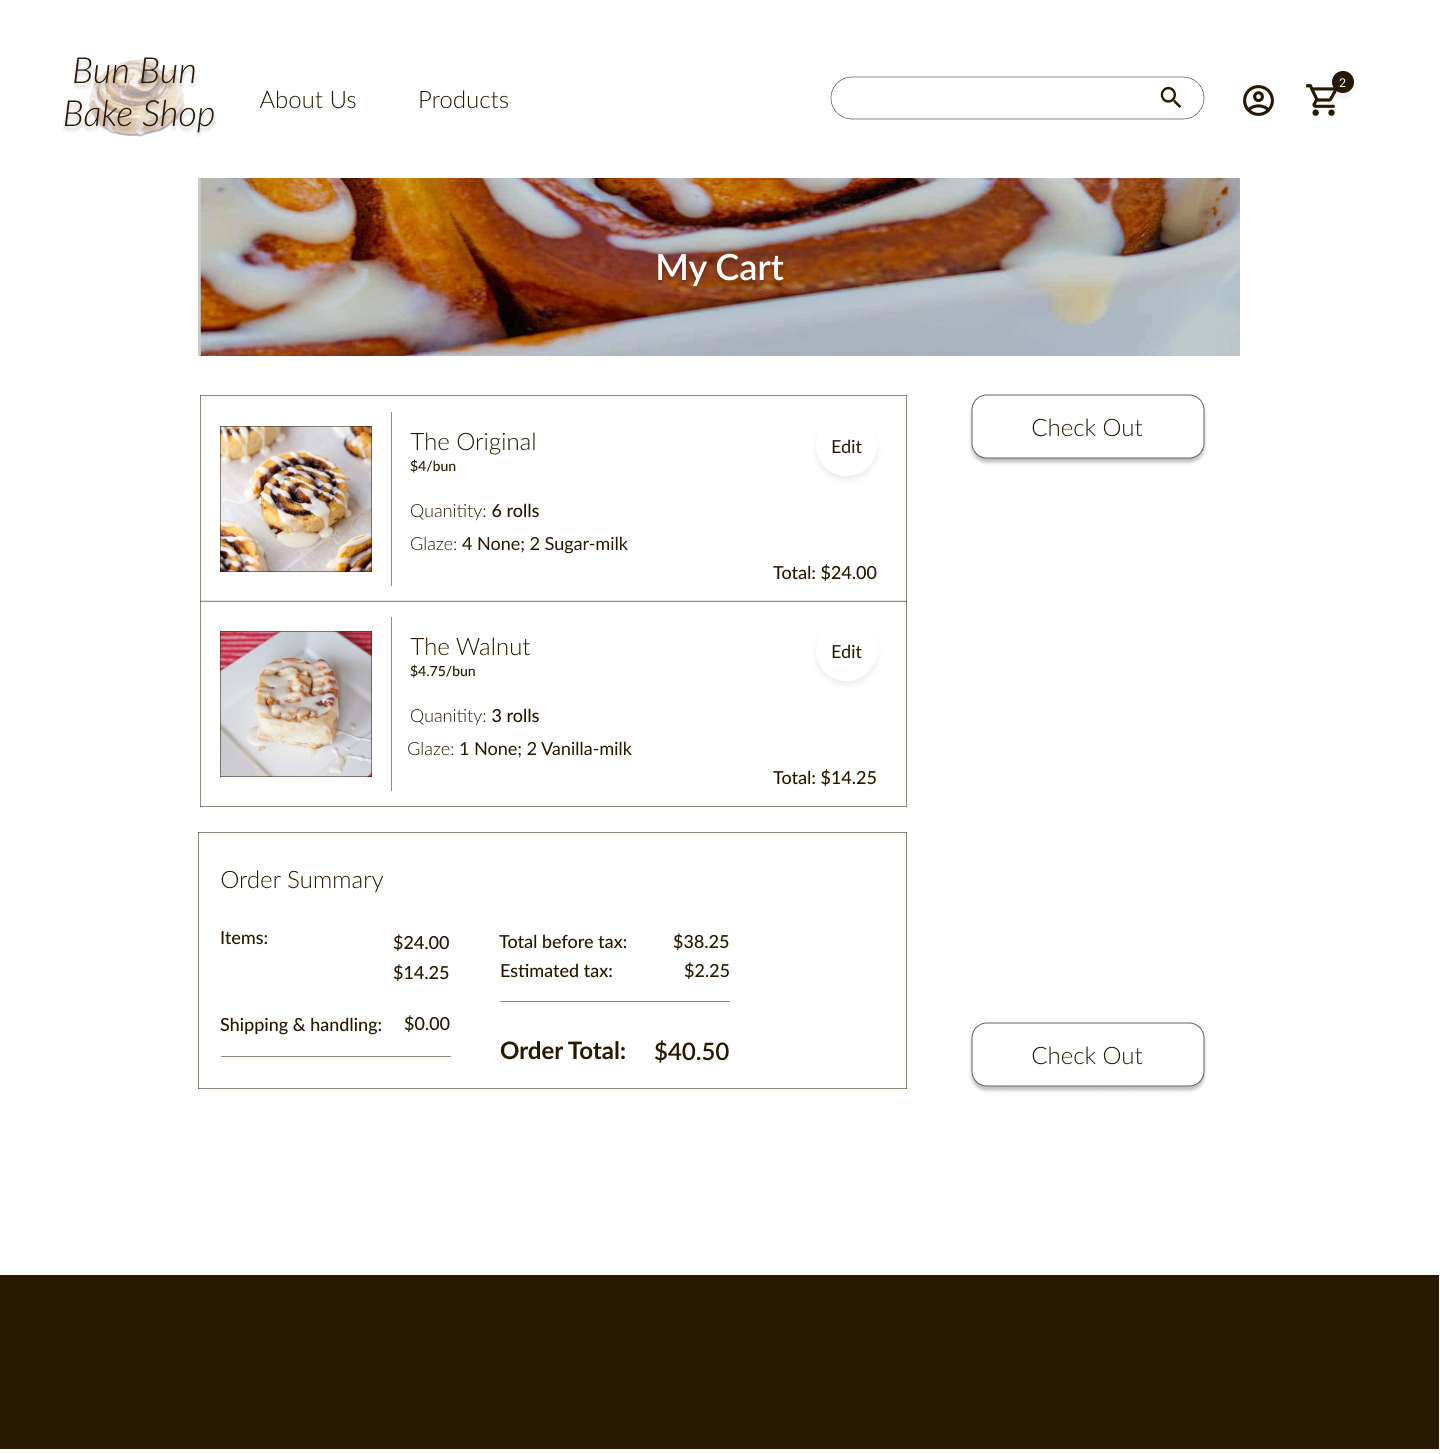 Bun Bun
Bake Shop
About Us
Products
2
My Cart
The Original
$4/bun
Edit
Quanitity: 6 rolls
Glaze: 4 None; 2 Sugar-milk
Total: $24.00
Check Out
The Walnut
$4.75/bun
Edit
Quanitity: 3 rolls
Glaze: 1 None; 2 Vanilla-milk
Total: $14.25
Order Summary
Items:
$24.00
$14.25
Shipping & handling: $0.00
Total before tax: $38.25
Estimated tax: $2.25
Order Total: $40.50
Check Out